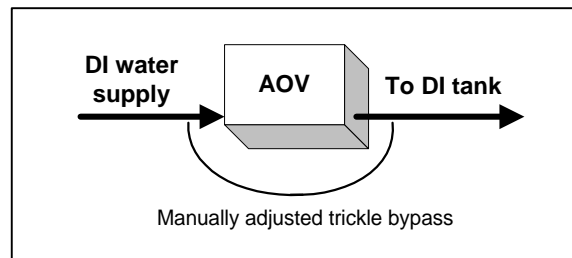 DI water
supply
AOV
To DI tank
Manually adjusted trickle bypass